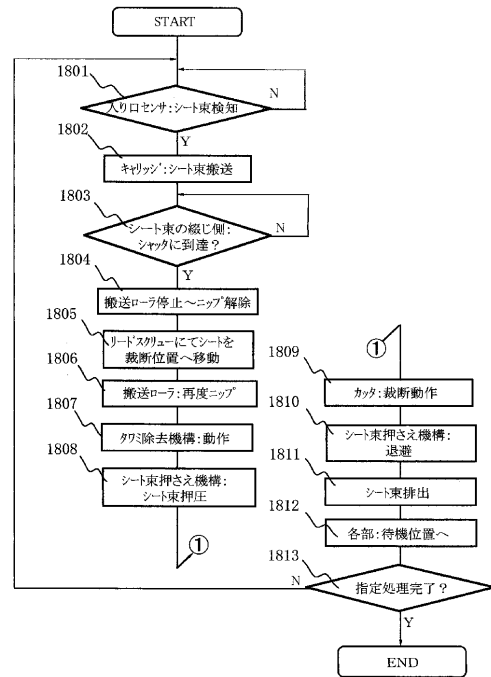 START
1801
入り口センサ:シート束検知
N
Y
1802
キャリッジ:シート束搬送
1803
シート束の綴じ側:
シャッタに到達?
N
Y
1804
搬送ローラ停止~ニップ解除
1805
リードスクリューにてシートを
裁断位置へ移動
1806
搬送ローラ:再度ニップ
1807
タワミ除去機構:動作
1808
シート束押さえ機構:
シート束押圧
①
①
1809
カッタ:裁断動作
1810
シート束押さえ機構:
退避
1811
シート束排出
1812
各部:待機位置へ
1813
指定処理完了?
N
Y
END